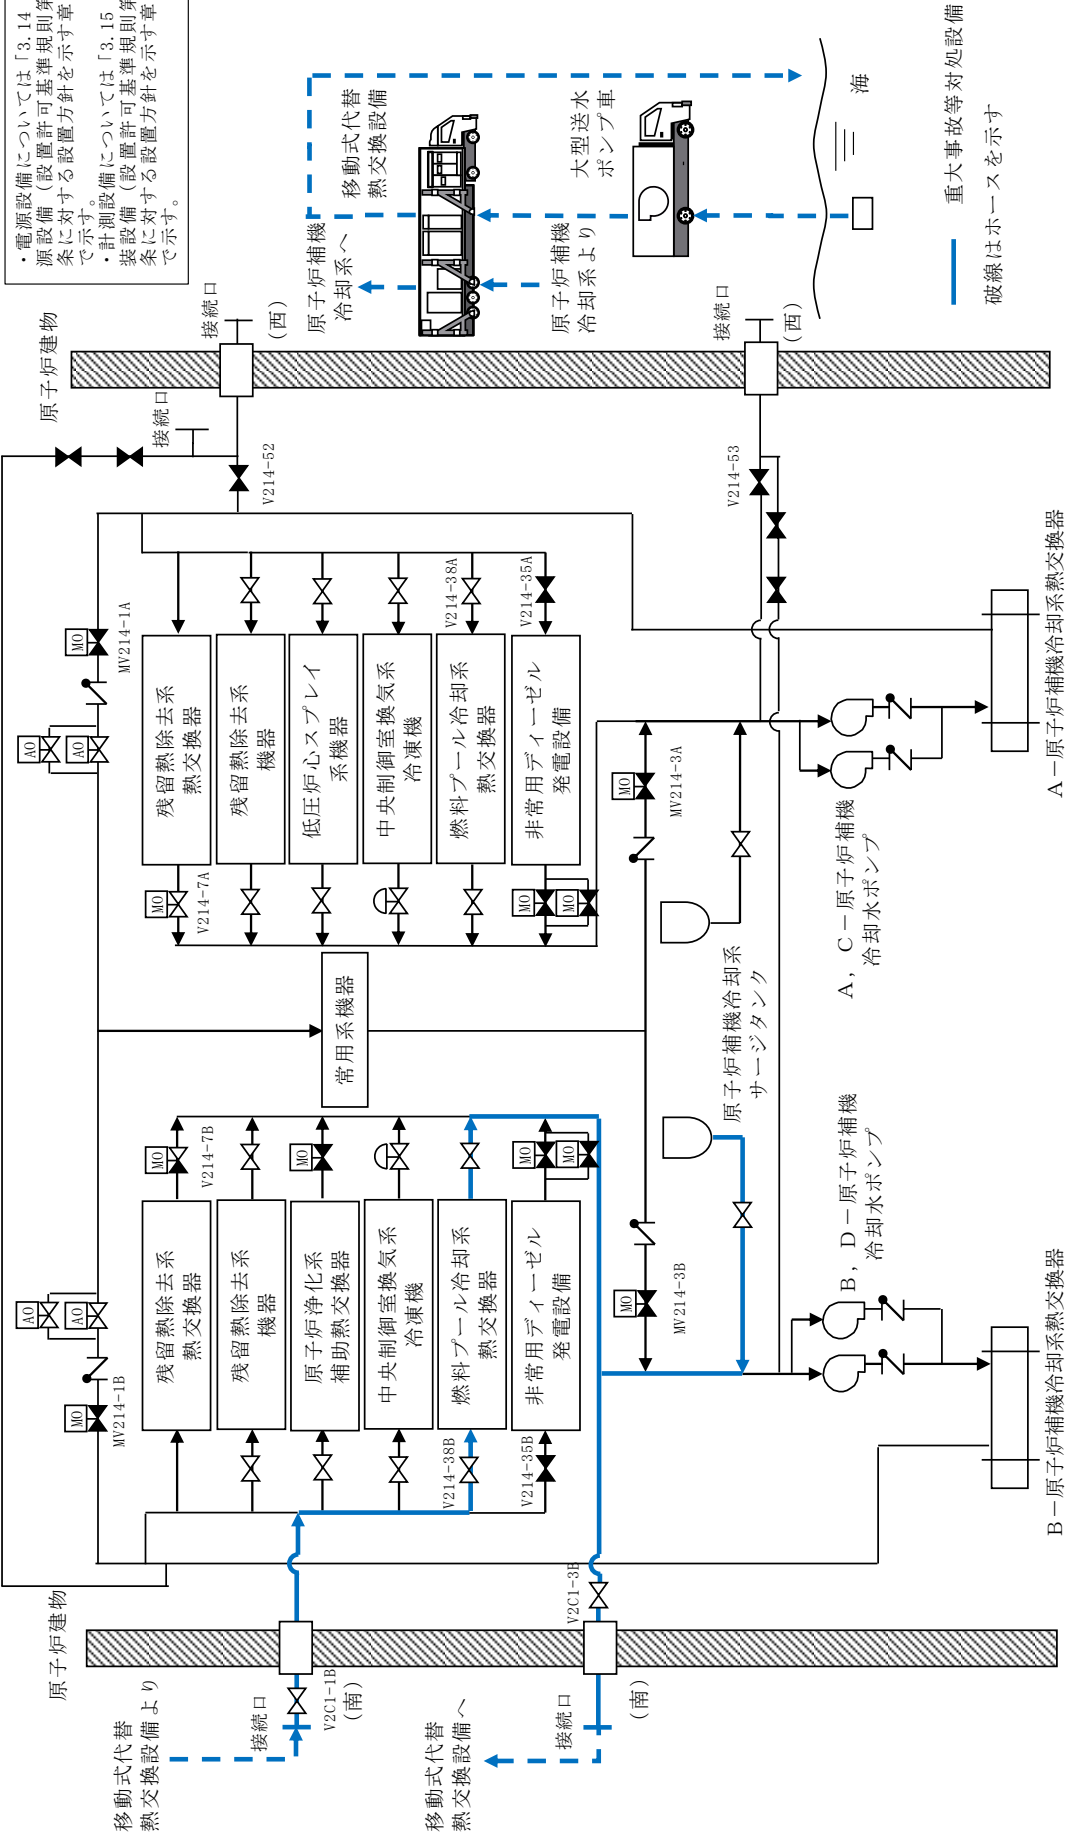 ・電源設備については「3.14
源設備（設置許可基準規則第
条に対する設置方針を示す章
で示す。
・計測設備については「3.15
装設備（設置許可基準規則第
条に対する設置方針を示す章
で示す。
移動式代替
熱交換設備より
原子炉建物
接続口
V2C1-1B
(南)
移動式代替
熱交換設備へ
接続口
(南)
V2C1-3B
AO
AO
MO
MV214-1B
残留熱除去系
熱交換器
MO
V214-7B
残留熱除去系
機器
原子炉浄化系
補助熱交換器
MO
中央制御室換気系
冷凍機
燃料プール冷却系
熱交換器
V214-38B
非常用ディーゼル
発電設備
V214-35B
MO
MO
常用系機器
MO
MV214-3B
原子炉補機冷却系
サージタンク
B，D－原子炉補機
冷却水ポンプ
B－原子炉補機冷却系熱交換器
AO
AO
MO
MV214-1A
MO
V214-7A
残留熱除去系
熱交換器
残留熱除去系
機器
低圧炉心スプレイ
系機器
中央制御室換気系
冷凍機
燃料プール冷却系
熱交換器
V214-38A
非常用ディーゼル
発電設備
V214-35A
MO
MO
MO
MV214-3A
A，C－原子炉補機
冷却水ポンプ
A－原子炉補機冷却系熱交換器
原子炉建物
接続口
V214-52
接続口
(西)
V214-53
接続口
(西)
原子炉補機
冷却系へ
移動式代替
熱交換設備
原子炉補機
冷却系より
大型送水
ポンプ車
海
重大事故等対処設備
破線はホースを示す